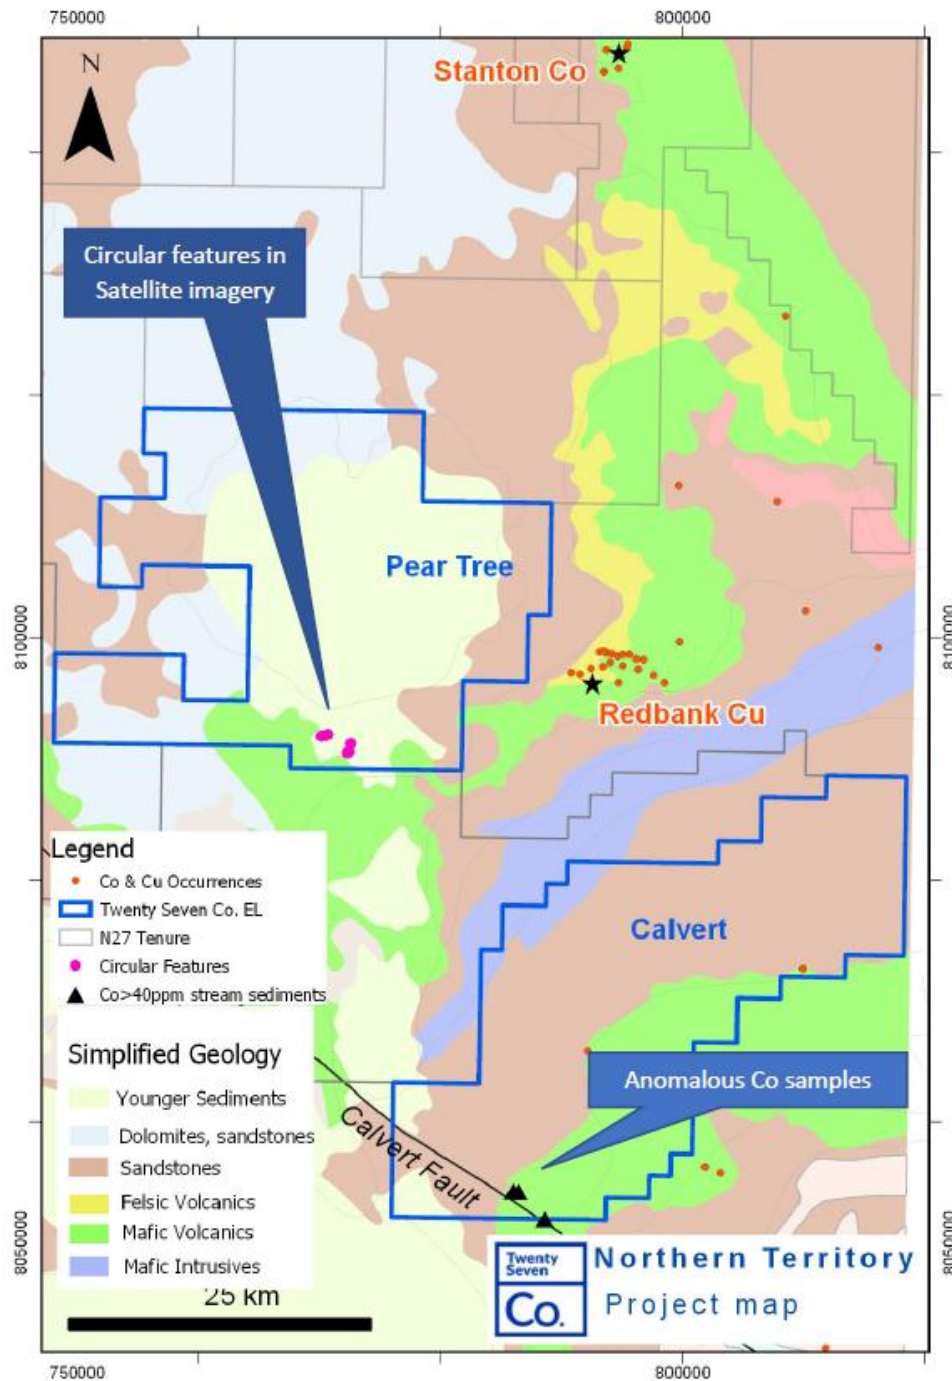 750000
800000
N
Stanton Co
Circular features in
Satellite imagery
Pear Tree
8100000
8100000
Redbank Cu
Legend
Co & Cu Occurrences
Twenty Seven Co. EL
N27 Tenure
Circular Features
Co>40ppm stream sediments
Calvert
Simplified Geology
Younger Sediments
Dolomites, sandstones
Sandstones
Felsic Volcanics
Mafic Volcanics
Mafic Intrusives
Anomalous Co samples
Calvert Fault
8050000
8050000
25 km
Twenty
Seven
Co.
Northern Territory
Project map
750000
800000